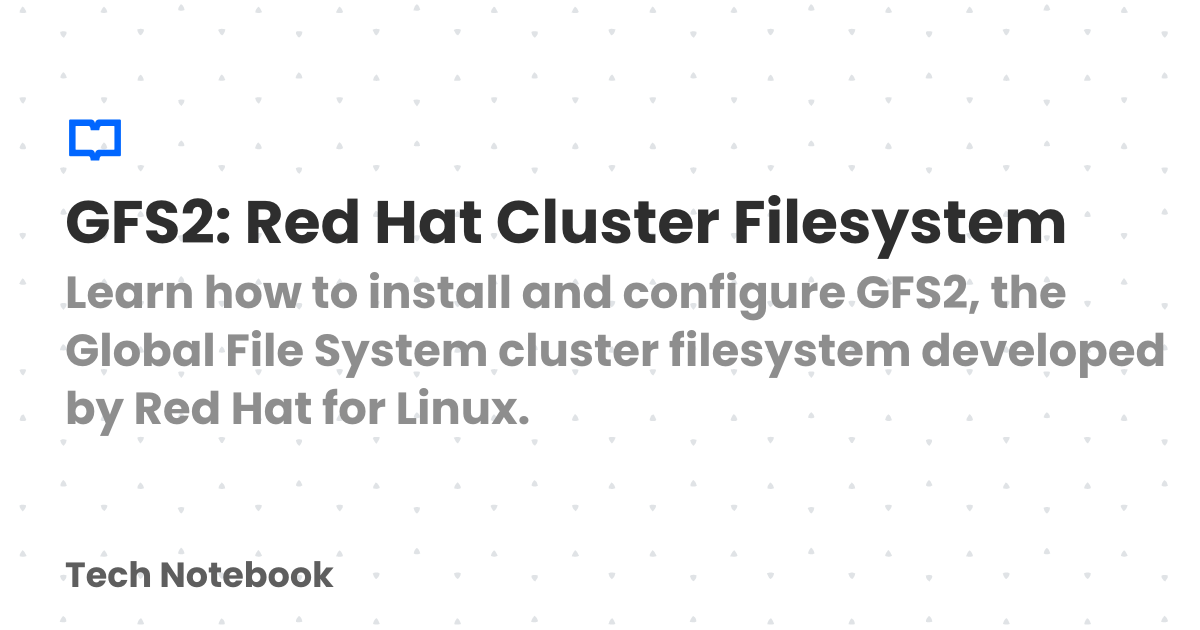 GFS2: Red Hat Cluster Filesystem
Learn how to install and configure GFS2, the
Global File System cluster filesystem developed
by Red Hat for Linux.
Tech Notebook